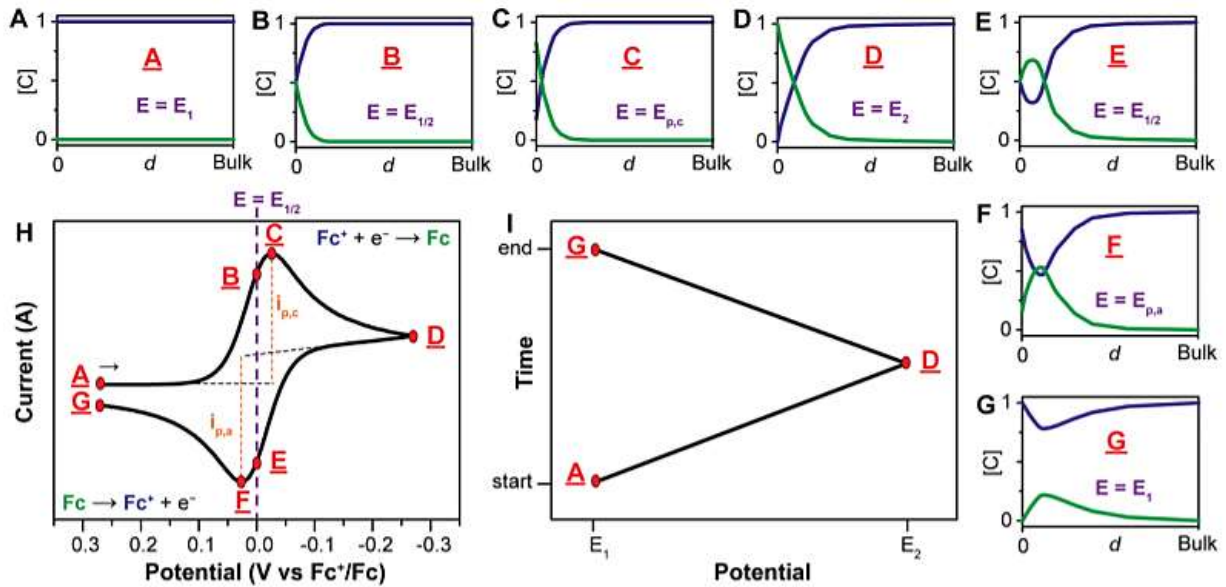 A
1
[C]
0
A
E = E₁
0 d Bulk
B
1
[C]
0
B
E = E₁/₂
0 d Bulk
C
1
[C]
0
C
E = Eₚ,c
0 d Bulk
D
1
[C]
0
D
E = E₂
0 d Bulk
E
1
[C]
0
E
E = E₁/₂
0 d Bulk
E = E₁/₂
H
C
Fc⁺ + e⁻ → Fc
B
iₚ,c
D
A →
G
iₚ,a
E
F
Fc → Fc⁺ + e⁻
Current (A)
0.3 0.2 0.1 0.0 -0.1 -0.2 -0.3
Potential (V vs Fc⁺/Fc)
I
end
G
D
Time
A
start
E₁ E₂
Potential
F
1
[C]
0
F
E = Eₚ,a
0 d Bulk
G
1
[C]
0
G
E = E₁
0 d Bulk